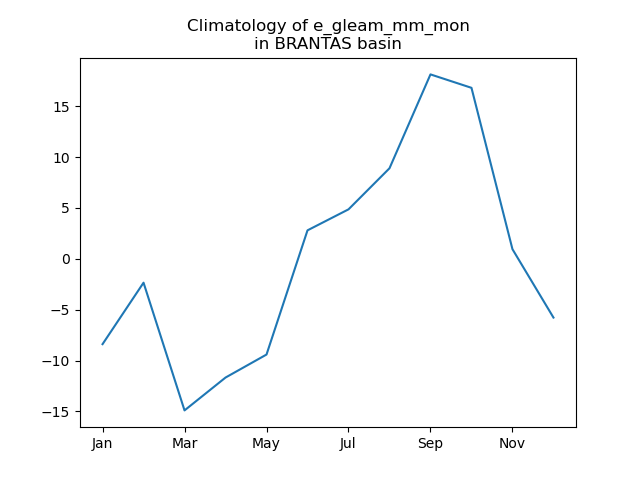 Climatology of e_gleam_mm_mon
in BRANTAS basin
15
10
5
0
−5
−10
−15
Jan
Mar
May
Jul
Sep
Nov